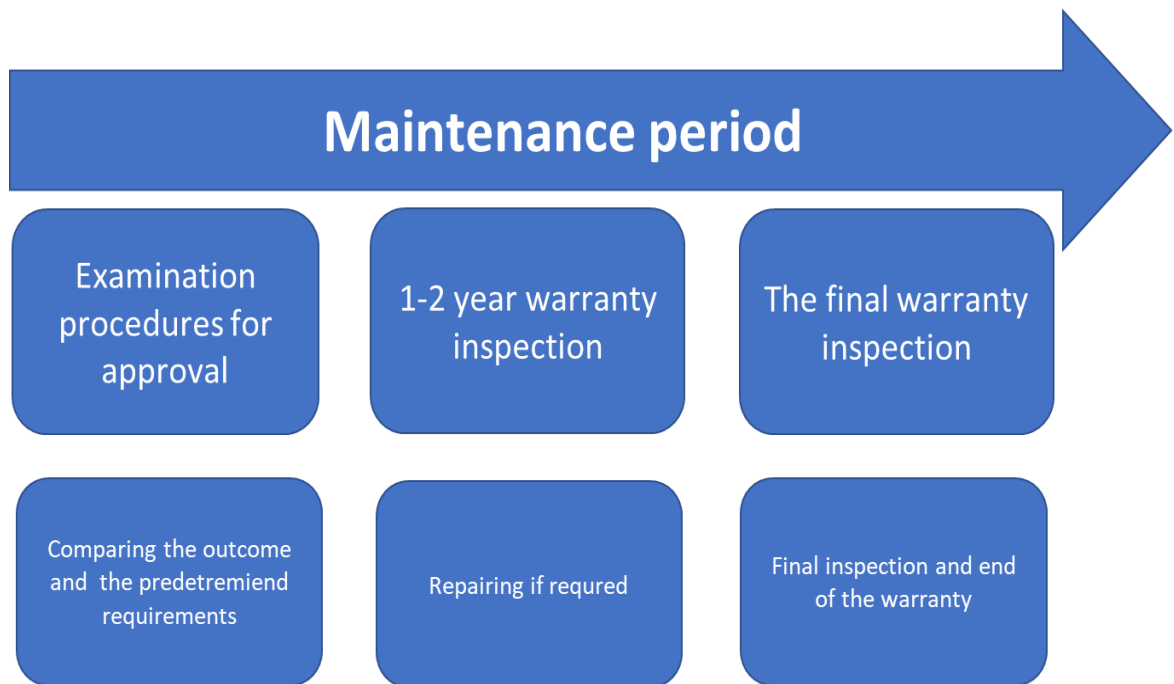 Maintenance period
Examination
procedures for
approval
1-2 year warranty
inspection
The final warranty
inspection
Comparing the outcome
and the predetremiend
requirements
Repairing if requred
Final inspection and end
of the warranty